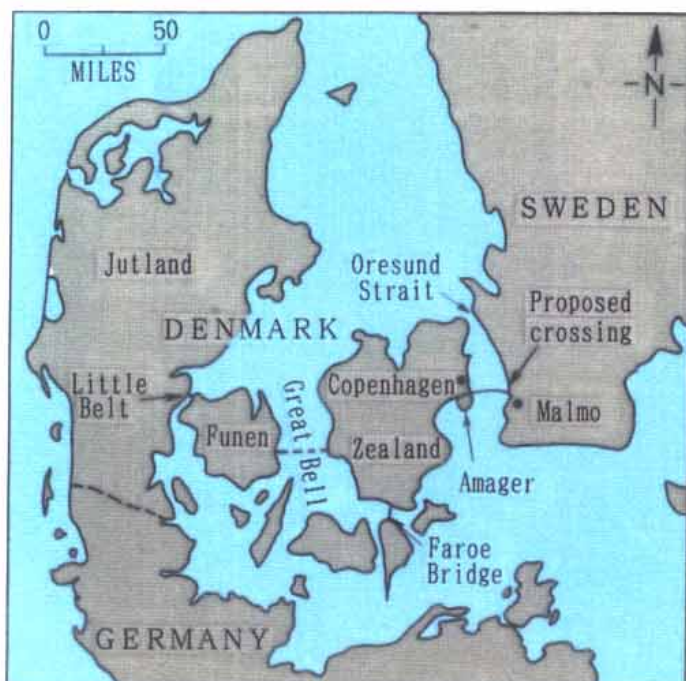 0 50
MILES
N
SWEDEN
Jutland
Oresund
Strait
DENMARK
Proposed
crossing
Little
Belt
Copenhagen
Great
Bell
Funen
Malmo
Zealand
Amager
Faroe
Bridge
GERMANY